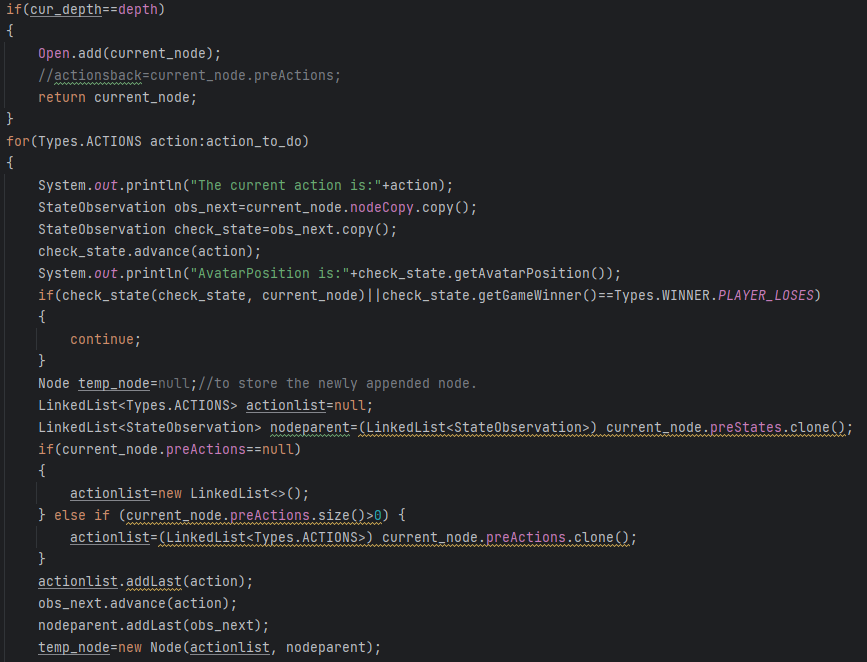 if(cur_depth==depth)
{
    Open.add(current_node);
    //actionsback=current_node.preActions;
    return current_node;
}
for(Types.ACTIONS action:action_to_do)
{
    System.out.println("The current action is:"+action);
    StateObservation obs_next=current_node.nodeCopy.copy();
    StateObservation check_state=obs_next.copy();
    check_state.advance(action);
    System.out.println("AvatarPosition is:"+check_state.getAvatarPosition());
    if(check_state(check_state, current_node)||check_state.getGameWinner()==Types.WINNER.PLAYER_LOSES)
    {
        continue;
    }
    Node temp_node=null;//to store the newly appended node.
    LinkedList<Types.ACTIONS> actionlist=null;
    LinkedList<StateObservation> nodeparent=(LinkedList<StateObservation>) current_node.preStates.clone();
    if(current_node.preActions==null)
    {
        actionlist=new LinkedList<>();
    } else if (current_node.preActions.size()>0) {
        actionlist=(LinkedList<Types.ACTIONS>) current_node.preActions.clone();
    }
    actionlist.addLast(action);
    obs_next.advance(action);
    nodeparent.addLast(obs_next);
    temp_node=new Node(actionlist, nodeparent);